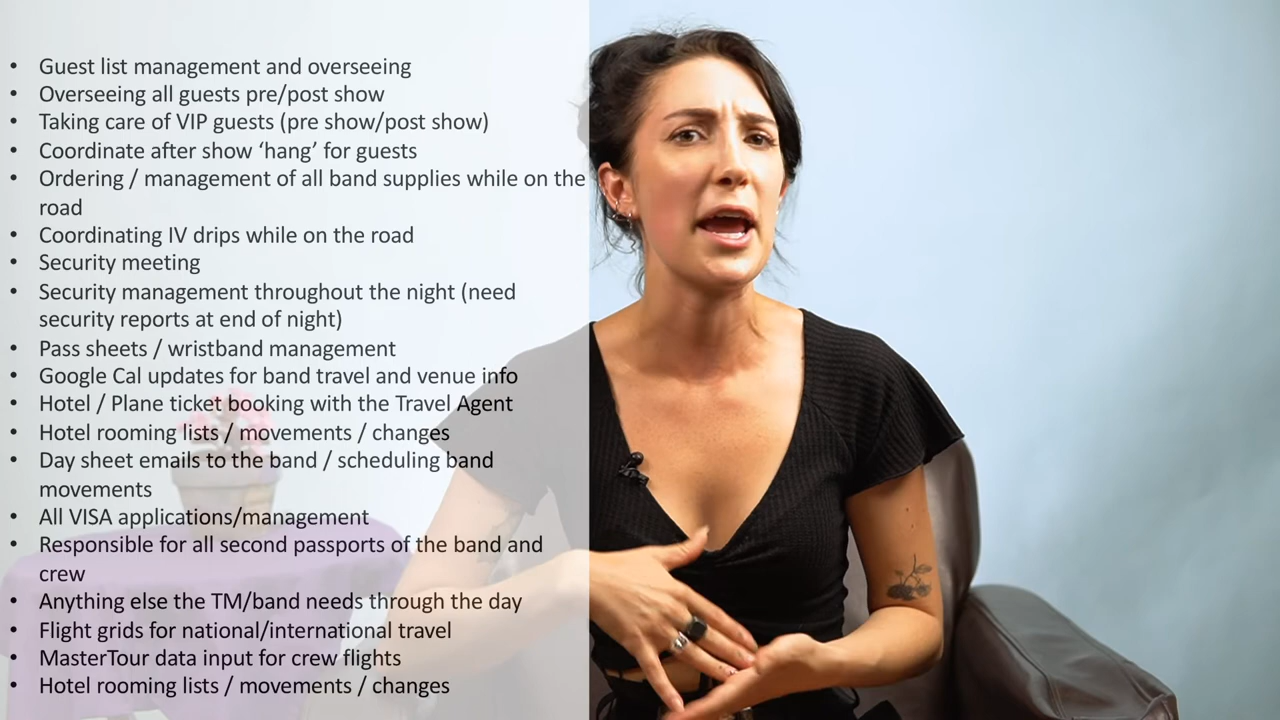 • Guest list management and overseeing
• Overseeing all guests pre/post show
• Taking care of VIP guests (pre show/post show)
• Coordinate after show ‘hang’ for guests
• Ordering / management of all band supplies while on the
road
• Coordinating IV drips while on the road
• Security meeting
• Security management throughout the night (need
security reports at end of night)
• Pass sheets / wristband management
• Google Cal updates for band travel and venue info
• Hotel / Plane ticket booking with the Travel Agent
• Hotel rooming lists / movements / changes
• Day sheet emails to the band / scheduling band
movements
• All VISA applications/management
• Responsible for all second passports of the band and
crew
• Anything else the TM/band needs through the day
• Flight grids for national/international travel
• MasterTour data input for crew flights
• Hotel rooming lists / movements / changes